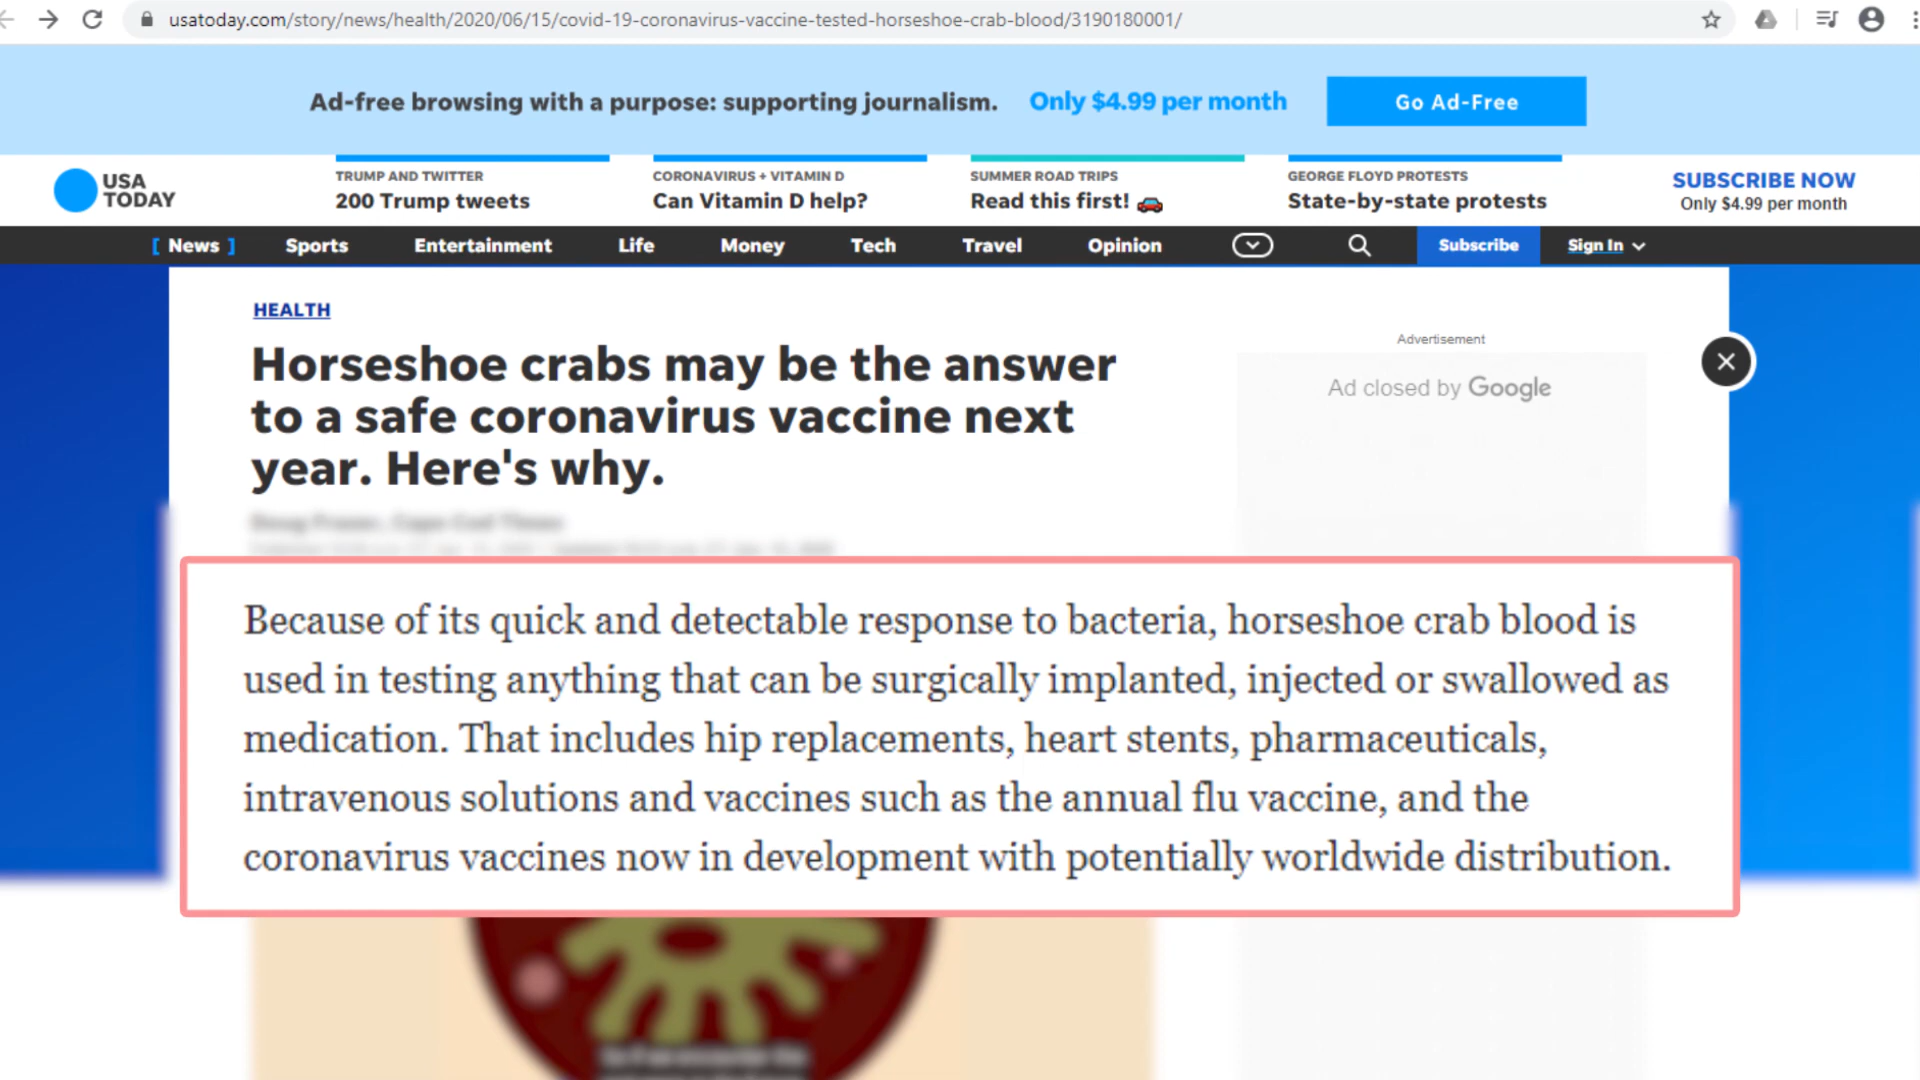 usatoday.com/story/news/health/2020/06/15/covid-19-coronavirus-vaccine-tested-horseshoe-crab-blood/3190180001/
Ad-free browsing with a purpose: supporting journalism. Only $4.99 per month Go Ad-Free
USA
TODAY
TRUMP AND TWITTER
200 Trump tweets
CORONAVIRUS + VITAMIN D
Can Vitamin D help?
SUMMER ROAD TRIPS
Read this first!
GEORGE FLOYD PROTESTS
State-by-state protests
SUBSCRIBE NOW
Only $4.99 per month
[ News ] Sports Entertainment Life Money Tech Travel Opinion Subscribe Sign In
HEALTH
Horseshoe crabs may be the answer
to a safe coronavirus vaccine next
year. Here's why.
Advertisement
Ad closed by Google
Doug Fraser, Cape Cod Times
Because of its quick and detectable response to bacteria, horseshoe crab blood is
used in testing anything that can be surgically implanted, injected or swallowed as
medication. That includes hip replacements, heart stents, pharmaceuticals,
intravenous solutions and vaccines such as the annual flu vaccine, and the
coronavirus vaccines now in development with potentially worldwide distribution.